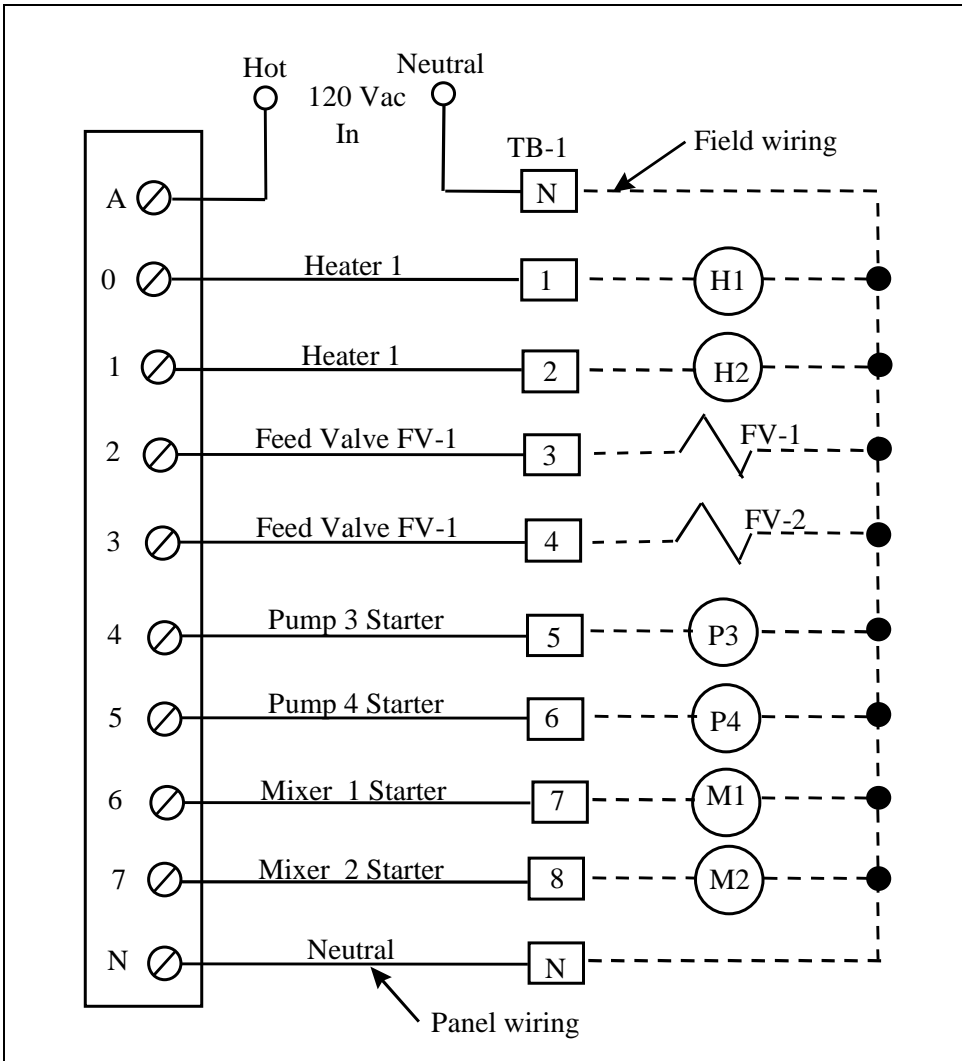 Hot
Neutral
120 Vac
In
TB-1
Field wiring
A
N
0
Heater 1
1
H1
1
Heater 1
2
H2
2
Feed Valve FV-1
3
FV-1
3
Feed Valve FV-1
4
FV-2
4
Pump 3 Starter
5
P3
5
Pump 4 Starter
6
P4
6
Mixer 1 Starter
7
M1
7
Mixer 2 Starter
8
M2
N
Neutral
N
Panel wiring